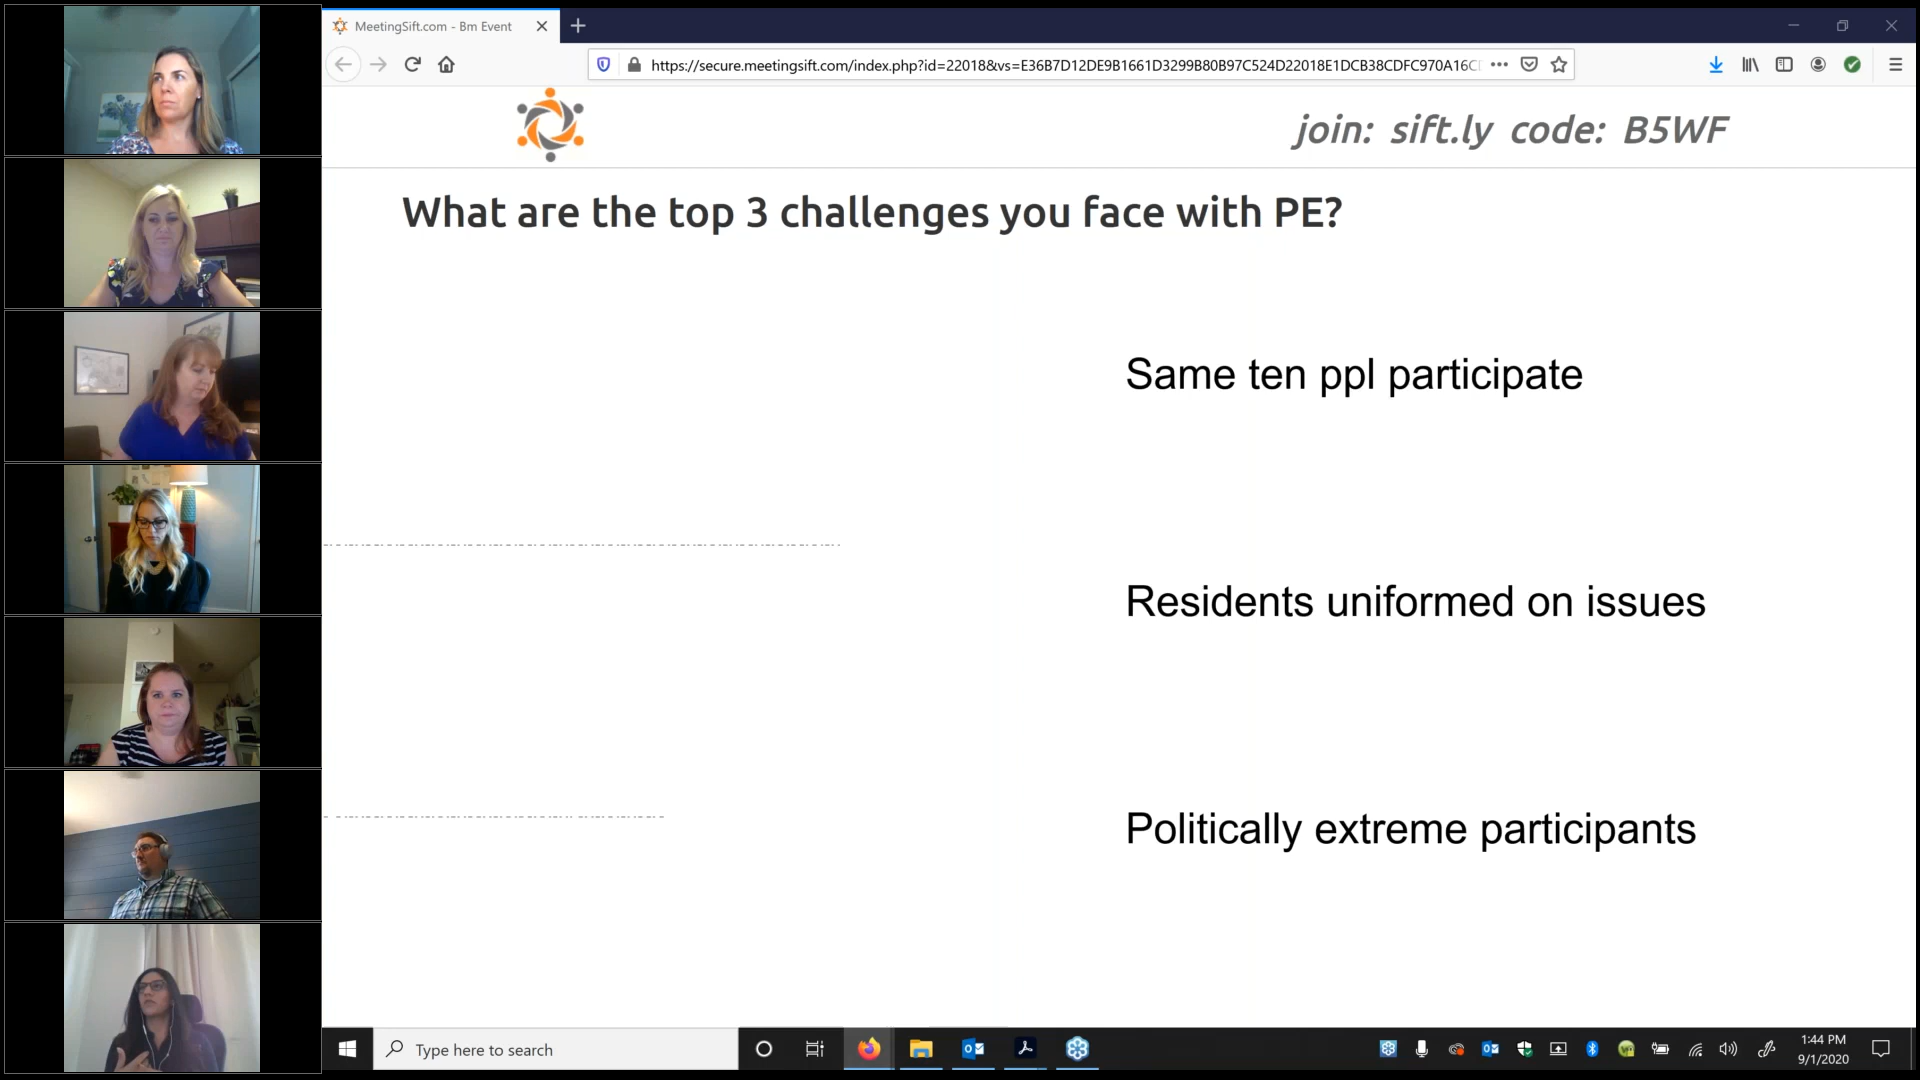 MeetingSift.com - Bm Event
https://secure.meetingsift.com/index.php?id=22018&vs=E36B7D12DE9B1661D3299B80B97C524D22018E1DCB38CDFC970A16C
join: sift.ly code: B5WF
What are the top 3 challenges you face with PE?
Same ten ppl participate
Residents uniformed on issues
Politically extreme participants
Type here to search
1:44 PM
9/1/2020